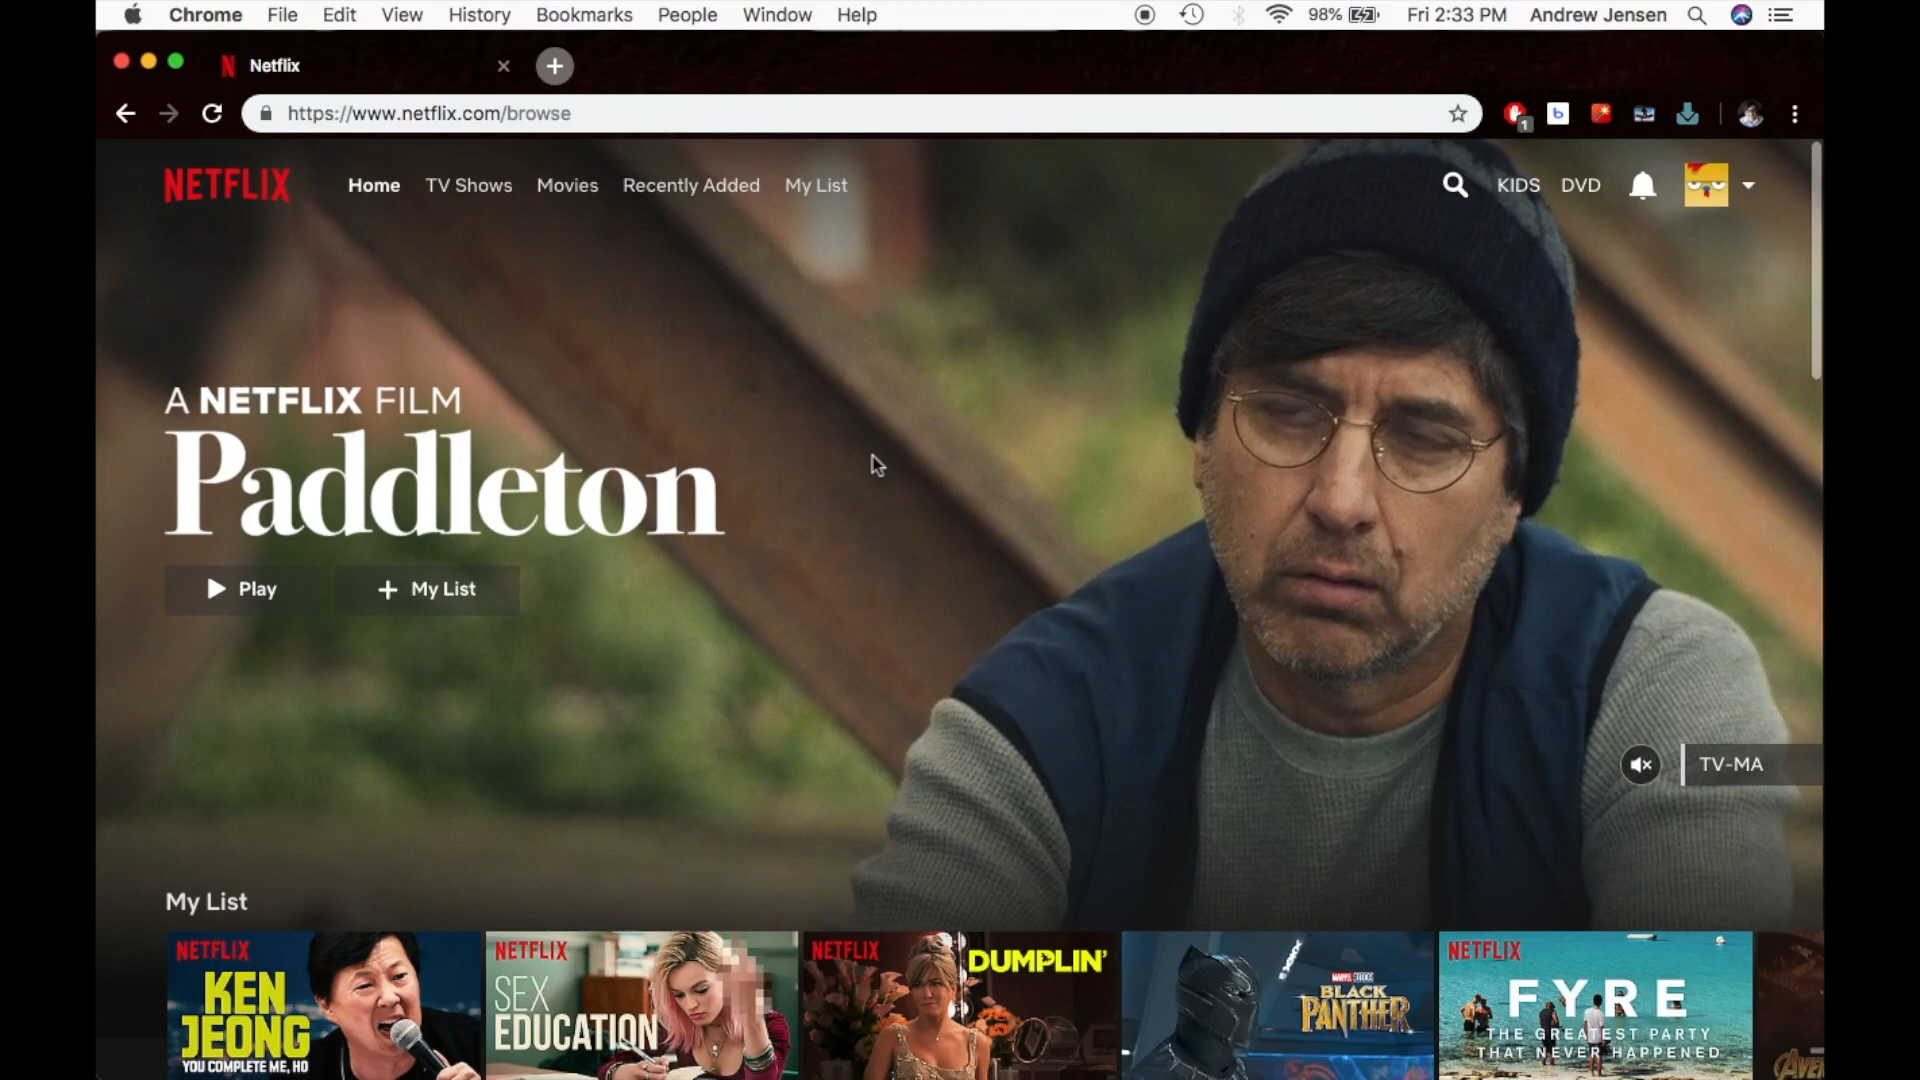 Chrome File Edit View History Bookmarks People Window Help 98% Fri 2:33 PM Andrew Jensen
Netflix
https://www.netflix.com/browse
1
b
NETFLIX Home TV Shows Movies Recently Added My List KIDS DVD
A NETFLIX FILM
Paddleton
Play My List
TV-MA
My List
NETFLIX
KEN
JEONG
YOU COMPLETE ME, HO
NETFLIX
SEX
EDUCATION
NETFLIX
DUMPLIN'
MARVEL STUDIOS
BLACK
PANTHER
NETFLIX
FYRE
THE GREATEST PARTY
THAT NEVER HAPPENED